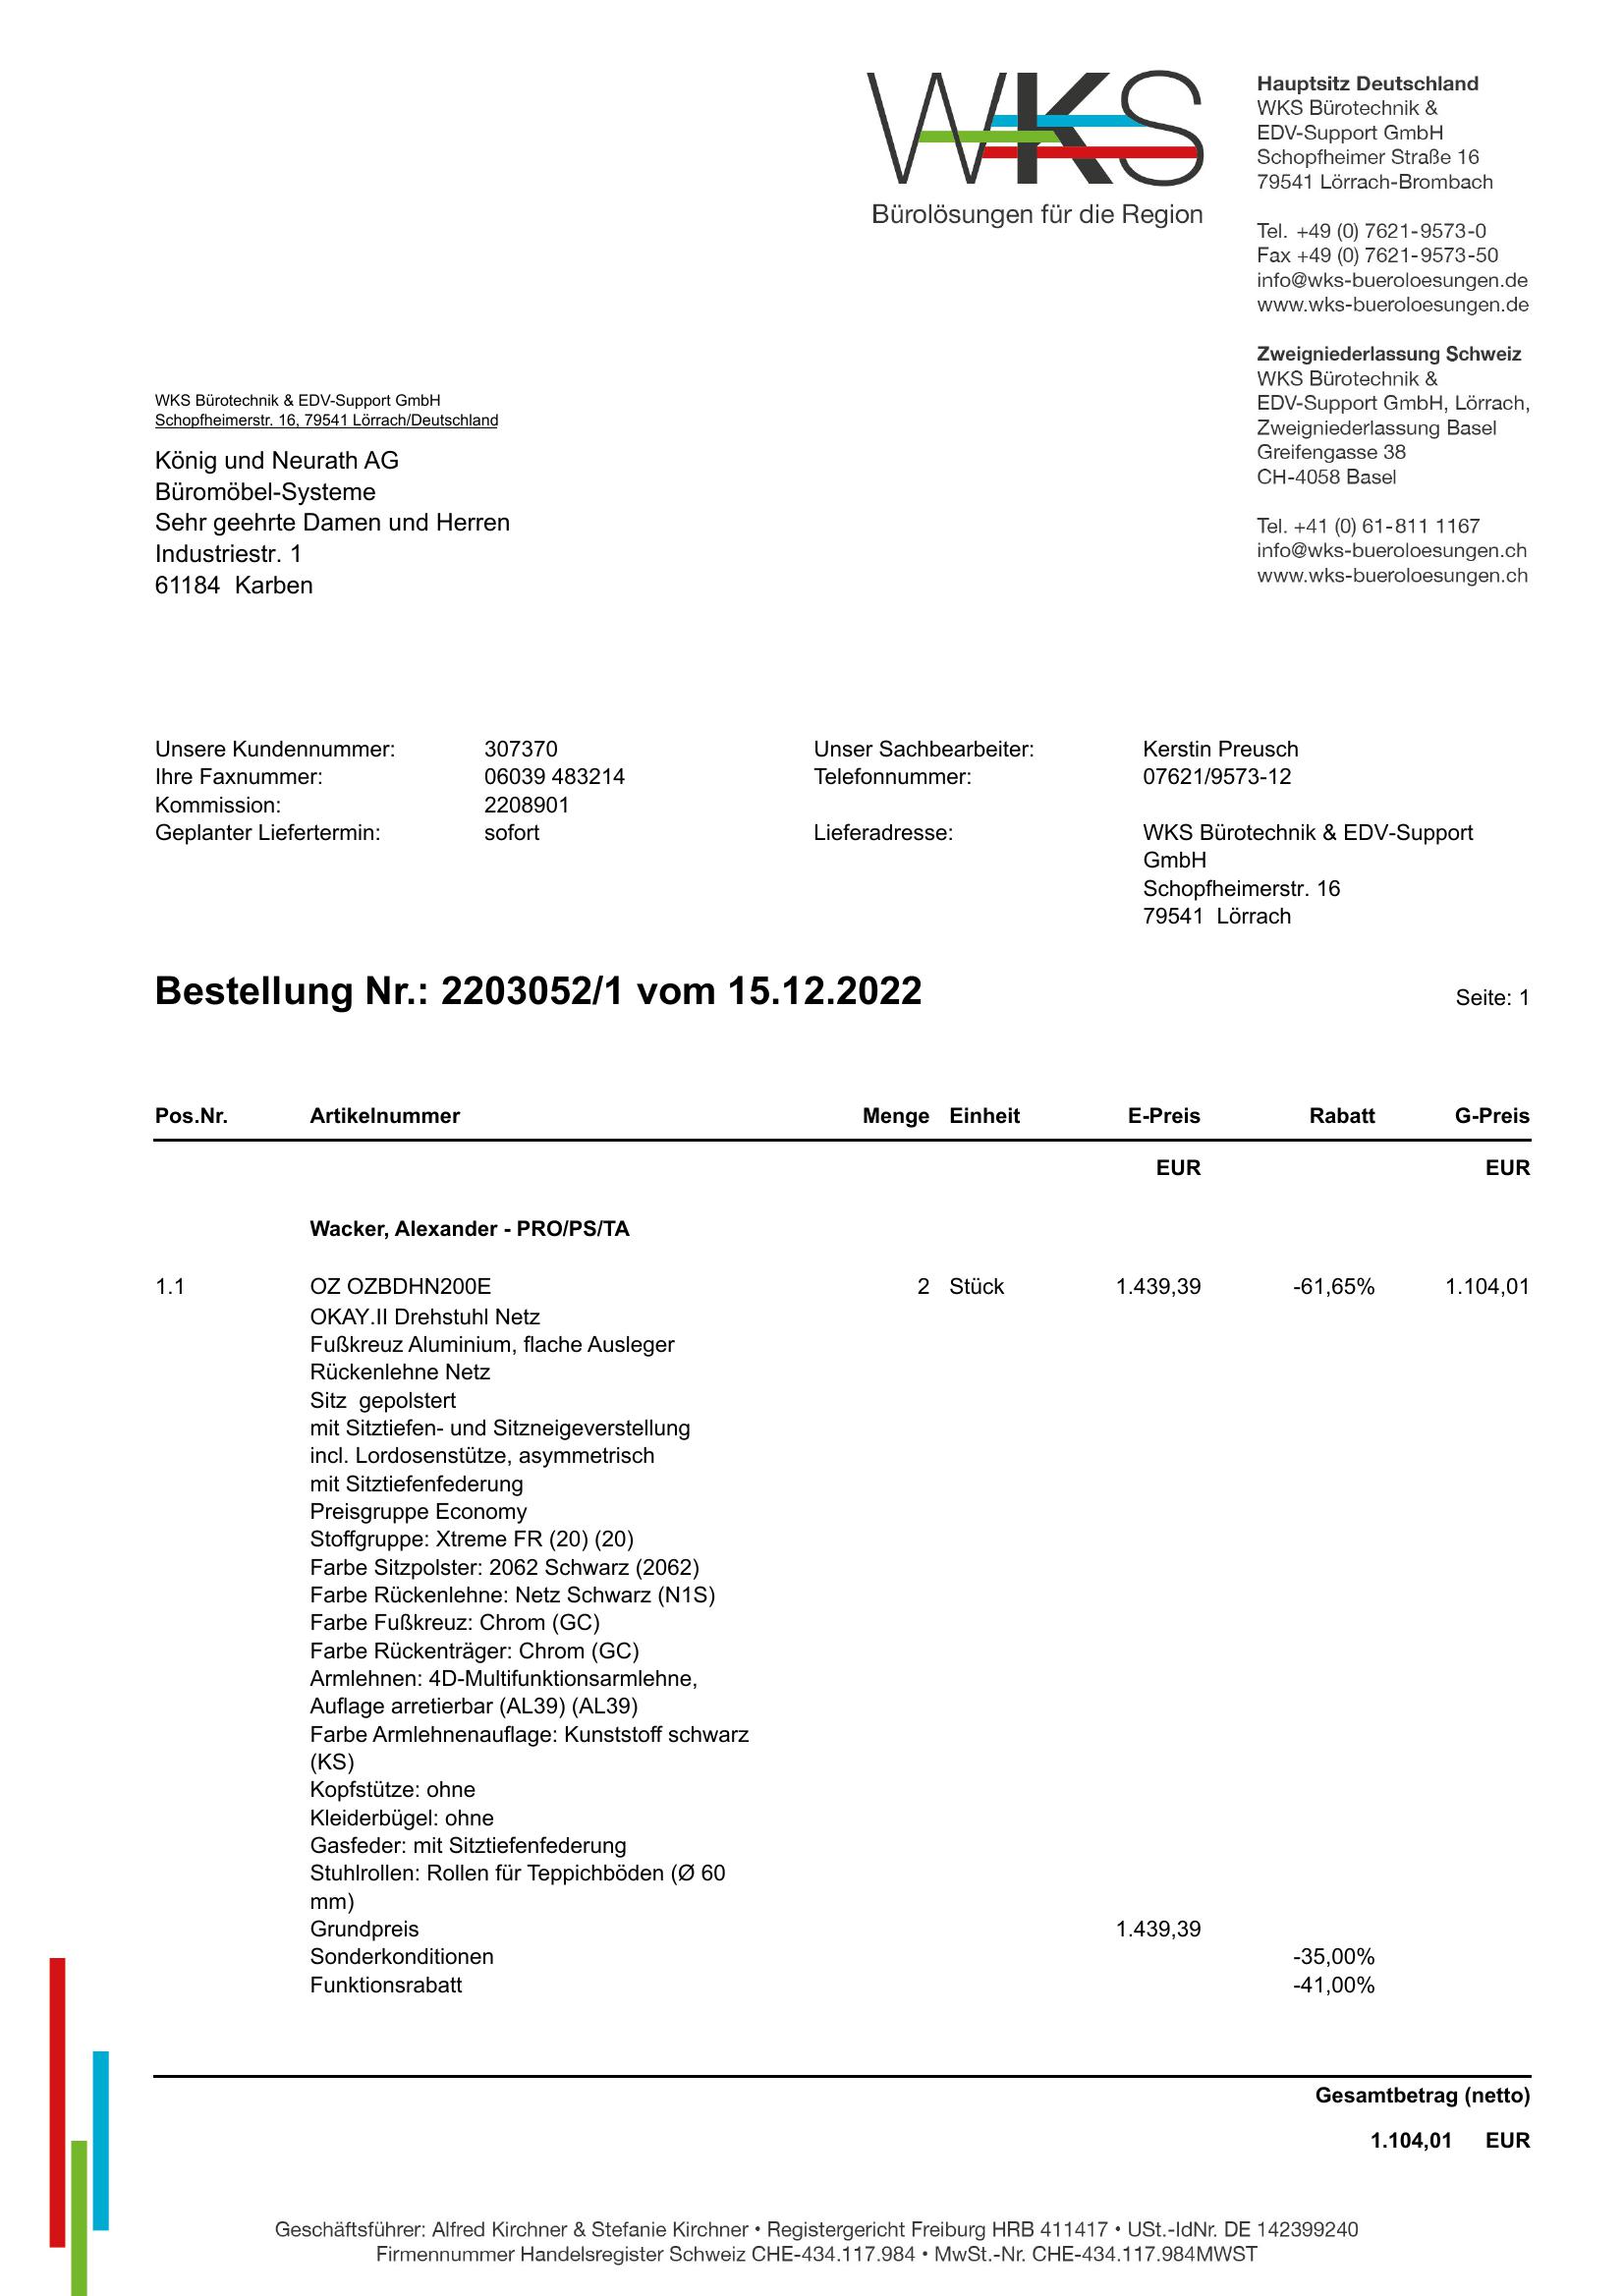 WKS
Bürolösungen für die Region
Hauptsitz Deutschland
WKS Bürotechnik &
EDV-Support GmbH
Schopfheimer Straße 16
79541 Lörrach-Brombach
Tel. +49 (0) 7621-9573-0
Fax +49 (0) 7621-9573-50
info@wks-bueroloesungen.de
www.wks-bueroloesungen.de
Zweigniederlassung Schweiz
WKS Bürotechnik &
EDV-Support GmbH, Lörrach,
Zweigniederlassung Basel
Greifengasse 38
CH-4058 Basel
Tel. +41 (0) 61-811 1167
info@wks-bueroloesungen.ch
www.wks-bueroloesungen.ch
WKS Bürotechnik & EDV-Support GmbH
Schopfheimerstr. 16, 79541 Lörrach/Deutschland
König und Neurath AG
Büromöbel-Systeme
Sehr geehrte Damen und Herren
Industriestr. 1
61184 Karben
Unsere Kundennummer: 307370 Unser Sachbearbeiter: Kerstin Preusch
Ihre Faxnummer: 06039 483214 Telefonnummer: 07621/9573-12
Kommission: 2208901
Geplanter Liefertermin: sofort Lieferadresse: WKS Bürotechnik & EDV-Support
GmbH
Schopfheimerstr. 16
79541 Lörrach
Bestellung Nr.: 2203052/1 vom 15.12.2022 Seite: 1
Pos.Nr. Artikelnummer Menge Einheit E-Preis Rabatt G-Preis
EUR EUR
Wacker, Alexander - PRO/PS/TA
1.1 OZ OZBDHN200E 2 Stück 1.439,39 -61,65% 1.104,01
OKAY.II Drehstuhl Netz
Fußkreuz Aluminium, flache Ausleger
Rückenlehne Netz
Sitz gepolstert
mit Sitztiefen- und Sitzneigeverstellung
incl. Lordosenstütze, asymmetrisch
mit Sitztiefenfederung
Preisgruppe Economy
Stoffgruppe: Xtreme FR (20) (20)
Farbe Sitzpolster: 2062 Schwarz (2062)
Farbe Rückenlehne: Netz Schwarz (N1S)
Farbe Fußkreuz: Chrom (GC)
Farbe Rückenträger: Chrom (GC)
Armlehnen: 4D-Multifunktionsarmlehne,
Auflage arretierbar (AL39) (AL39)
Farbe Armlehnenauflage: Kunststoff schwarz
(KS)
Kopfstütze: ohne
Kleiderbügel: ohne
Gasfeder: mit Sitztiefenfederung
Stuhlrollen: Rollen für Teppichböden (Ø 60
mm)
Grundpreis 1.439,39
Sonderkonditionen -35,00%
Funktionsrabatt -41,00%
Gesamtbetrag (netto)
1.104,01 EUR
Geschäftsführer: Alfred Kirchner & Stefanie Kirchner • Registergericht Freiburg HRB 411417 • USt.-IdNr. DE 142399240
Firmennummer Handelsregister Schweiz CHE-434.117.984 • MwSt.-Nr. CHE-434.117.984MWST